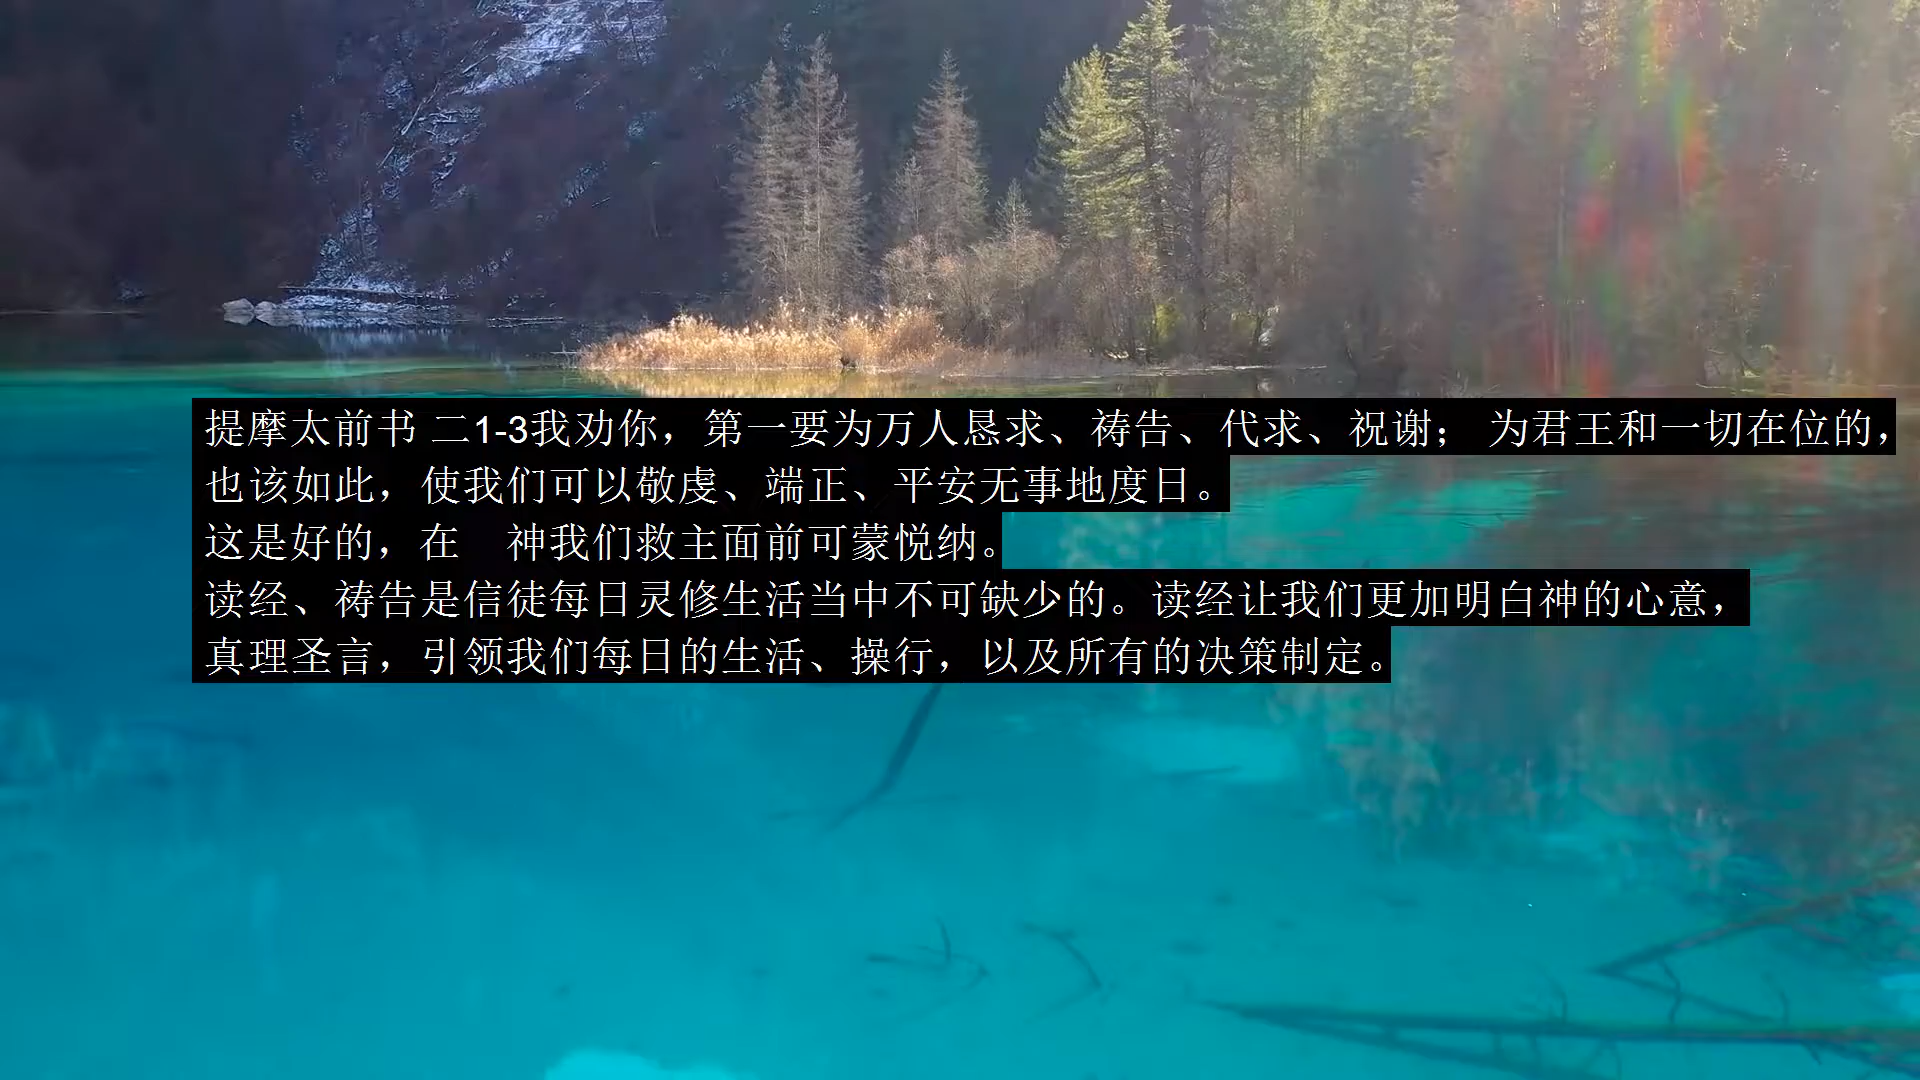 提摩太前书 二1-3我劝你，第一要为万人恳求、祷告、代求、祝谢； 为君王和一切在位的，
也该如此，使我们可以敬虔、端正、平安无事地度日。
这是好的，在　神我们救主面前可蒙悦纳。
读经、祷告是信徒每日灵修生活当中不可缺少的。读经让我们更加明白神的心意，
真理圣言，引领我们每日的生活、操行，以及所有的决策制定。